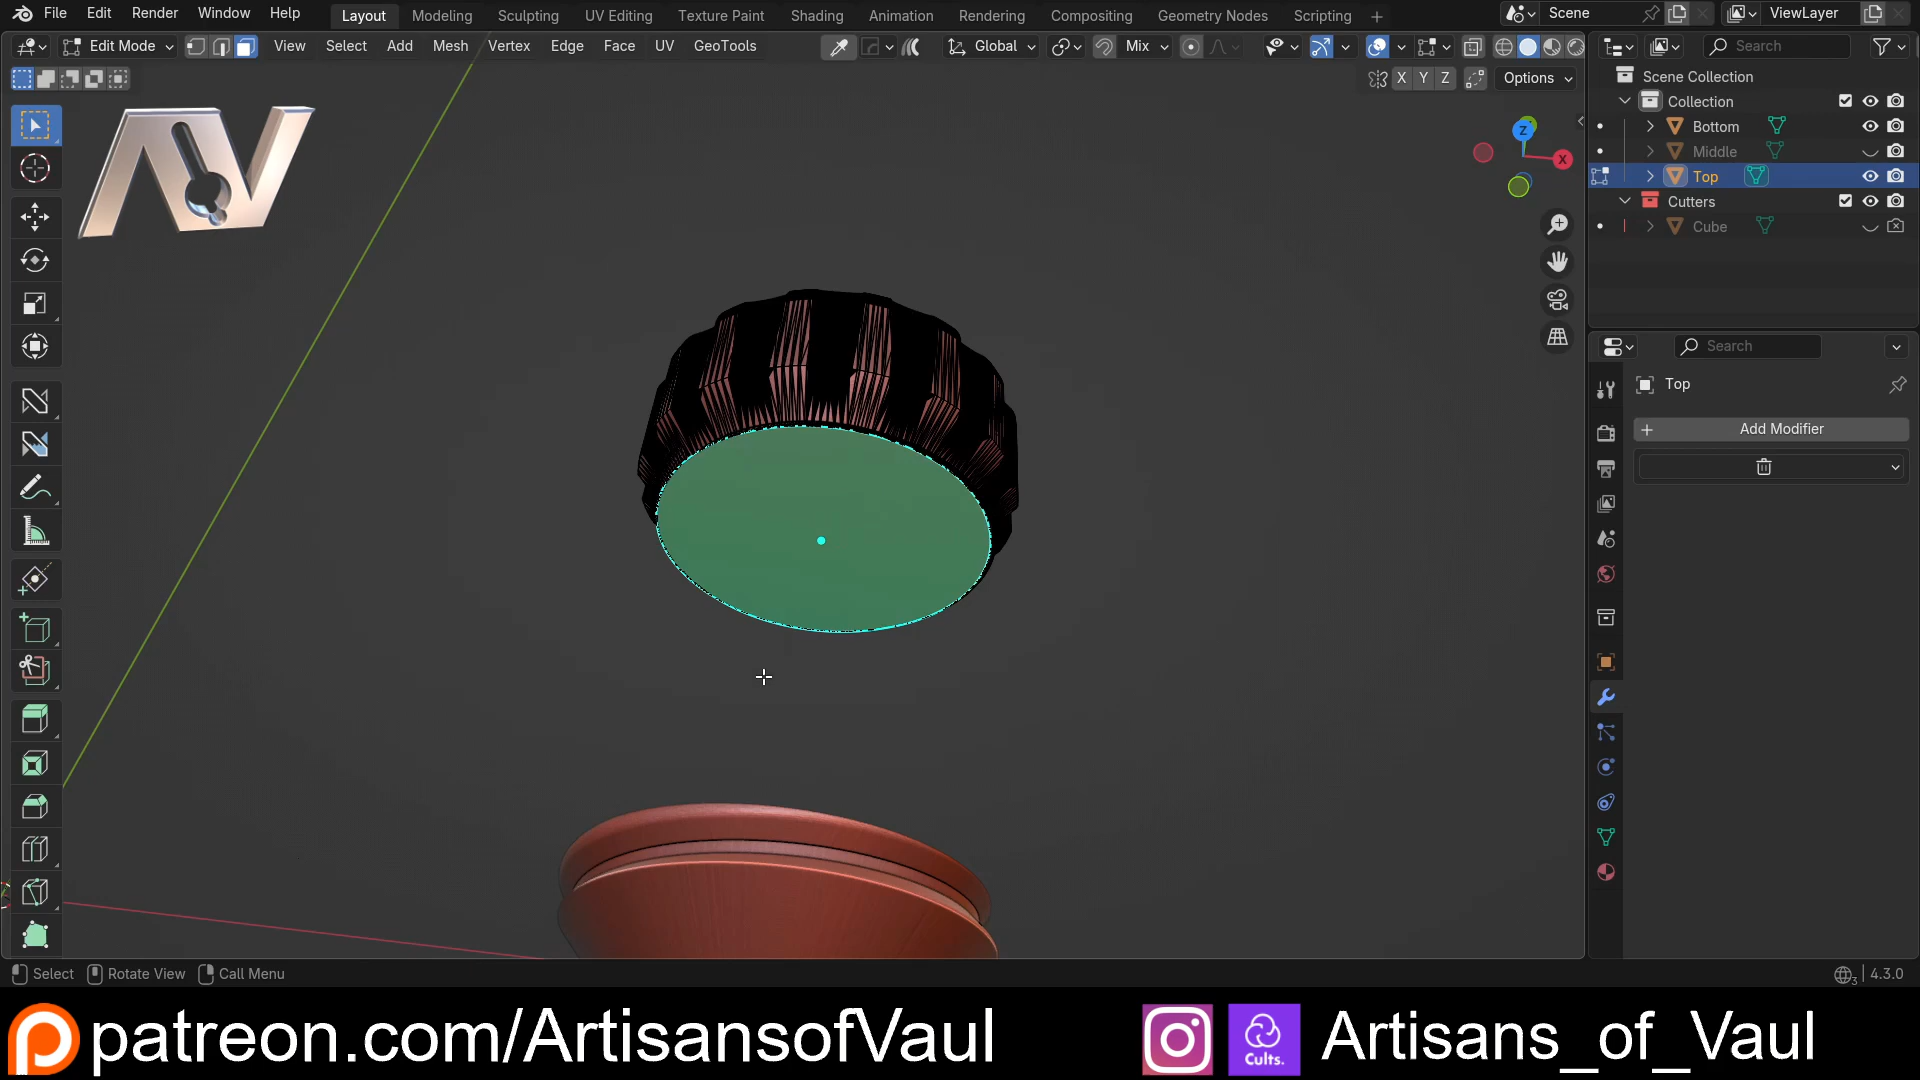 File Edit Render Window Help Layout Modeling Sculpting UV Editing Texture Paint Shading Animation Rendering Compositing Geometry Nodes Scripting + Scene ViewLayer
Edit Mode View Select Add Mesh Vertex Edge Face UV GeoTools Global Mix Search
X Y Z Options
Scene Collection
Collection
Bottom
Middle
Top
Cutters
Cube
Z
X
AV
Search
Top
+ Add Modifier
Select Rotate View Call Menu 3 4.3.0
patreon.com/ArtisansofVaul Cults. Artisans_of_Vaul